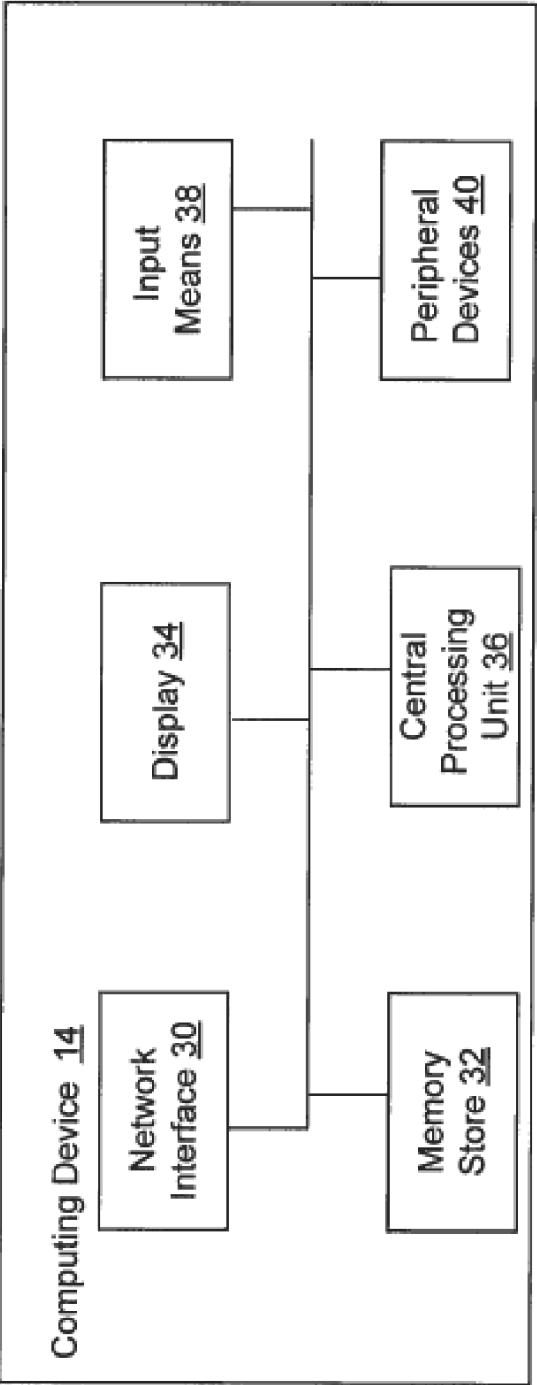 Computing Device 14
Network
Interface 30
Display 34
Input
Means 38
Memory
Store 32
Central
Processing
Unit 36
Peripheral
Devices 40